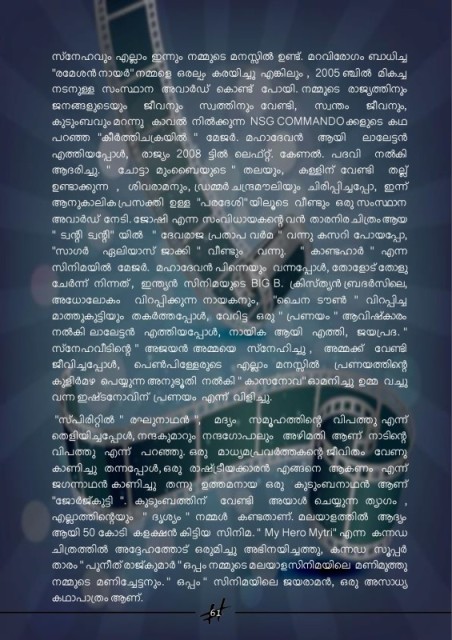 സ്നേഹവും എല്ലാം ഇന്നും നമ്മുടെ മനസ്സിൽ ഉണ്ട്. മറവിരോഗം ബാധിച്ച
"രമേശൻ നായർ" നമ്മളെ ഒരല്പം കരയിച്ചു എങ്കിലും , 2005 ഞ്ചിൽ മികച്ച
നടനുള്ള സംസ്ഥാന അവാർഡ് കൊണ്ട് പോയി. നമ്മുടെ രാജ്യത്തിനും
ജനങ്ങളുടെയും ജീവനും സ്വത്തിനും വേണ്ടി, സ്വന്തം ജീവനും,
കുടുംബവും മറന്നു കാവൽ നിൽക്കുന്ന NSG COMMANDO ക്കളുടെ കഥ
പറഞ്ഞ "കീർത്തിചക്രയിൽ " മേജർ. മഹാദേവൻ ആയി ലാലേട്ടൻ
എത്തിയപ്പോൾ, രാജ്യം 2008 ട്ടിൽ ലെഫ്റ്റ്. കേണൽ. പദവി നൽകി
ആദരിച്ചു. " ഛോട്ടാ മുംബൈയുടെ " തലയും, കള്ളിന് വേണ്ടി തല്ല്
ഉണ്ടാക്കുന്ന , ശിവരാമനും, ഡ്രമ്മർ ചന്ദ്രമൗലിയും ചിരിപ്പിച്ചപ്പോ, ഇന്ന്
ആനുകാലിക പ്രസക്തി ഉള്ള "പരദേശി" യിലൂടെ വീണ്ടും ഒരു സംസ്ഥാന
അവാർഡ് നേടി. ജോഷി എന്ന സംവിധായകന്റെ വൻ താരനിര ചിത്രം ആയ
" ട്വന്റി ട്വന്റി" യിൽ " ദേവരാജ പ്രതാപ വർമ " വന്നു കസറി പോയപ്പോ,
"സാഗർ ഏലിയാസ് ജാക്കി " വീണ്ടും വന്നു. " കാണ്ഡഹാർ " എന്ന
സിനിമയിൽ മേജർ. മഹാദേവൻ പിന്നെയും വന്നപ്പോൾ, തോളോട് തോളു
ചേർന്ന് നിന്നത്, ഇന്ത്യൻ സിനിമയുടെ BIG B. ക്രിസ്ത്യൻ ബ്രദർസിലെ,
അധോലോകം വിറപ്പിക്കുന്ന നായകനും, "ചൈന ടൗൺ " വിറപ്പിച്ച
മാത്തുകുട്ടിയും തകർത്തപ്പോൾ, വേറിട്ട ഒരു " പ്രണയം " ആവിഷ്കാരം
നൽകി ലാലേട്ടൻ എത്തിയപ്പോൾ, നായിക ആയി എത്തി, ജയപ്രദ. "
സ്നേഹവീടിന്റെ " അജയൻ അമ്മയെ സ്നേഹിച്ചു , അമ്മക്ക് വേണ്ടി
ജീവിച്ചപ്പോൾ, പെൺപിള്ളേരുടെ എല്ലാം മനസ്സിൽ പ്രണയത്തിന്റെ
കുളിർമഴ പെയ്യുന്ന അനുഭൂതി നൽകി " കാസനോവ" ഓമനിച്ചു ഉമ്മ വച്ചു
വന്ന ഇഷ്ടനോവിന് പ്രണയം എന്ന് വിളിച്ചു.
"സ്പിരിറ്റിൽ " രഘുനാഥൻ ", മദ്യം സമൂഹത്തിന്റെ വിപത്തു എന്ന്
തെളിയിച്ചപ്പോൾ, നന്ദകുമാറും നന്ദഗോപാലും അഴിമതി ആണ് നാടിന്റെ
വിപത്തു എന്ന് പറഞ്ഞു. ഒരു മാധ്യമപ്രവർത്തകന്റെ ജീവിതം വേണു
കാണിച്ചു തന്നപ്പോൾ, ഒരു രാഷ്ട്രീയക്കാരൻ എങ്ങനെ ആകണം എന്ന്
ജഗന്നാഥൻ കാണിച്ചു തന്നു. ഉത്തമനായ ഒരു കുടുംബനാഥൻ ആണ്
"ജോർജ്കുട്ടി ". കുടുംബത്തിന് വേണ്ടി അയാൾ ചെയ്യുന്ന ത്യാഗം ,
എല്ലാത്തിന്റെയും " ദൃശ്യം " നമ്മൾ കണ്ടതാണ്. മലയാളത്തിൽ ആദ്യം
ആയി 50 കോടി കളക്ഷൻ കിട്ടിയ സിനിമ. " My Hero Mytri" എന്ന കന്നഡ
ചിത്രത്തിൽ അദ്ദേഹത്തോട് ഒരുമിച്ചു അഭിനയിച്ചത്തു, കന്നഡ സൂപ്പർ
താരം " പുനീത് രാജ്കുമാർ " ഒപ്പം നമ്മുടെ മലയാള സിനിമയിലെ മണിമുത്തു
നമ്മുടെ മണിച്ചേട്ടനും. " ഒപ്പം " സിനിമയിലെ ജയരാമൻ, ഒരു അസാധ്യ
കഥാപാത്രം ആണ്.
61